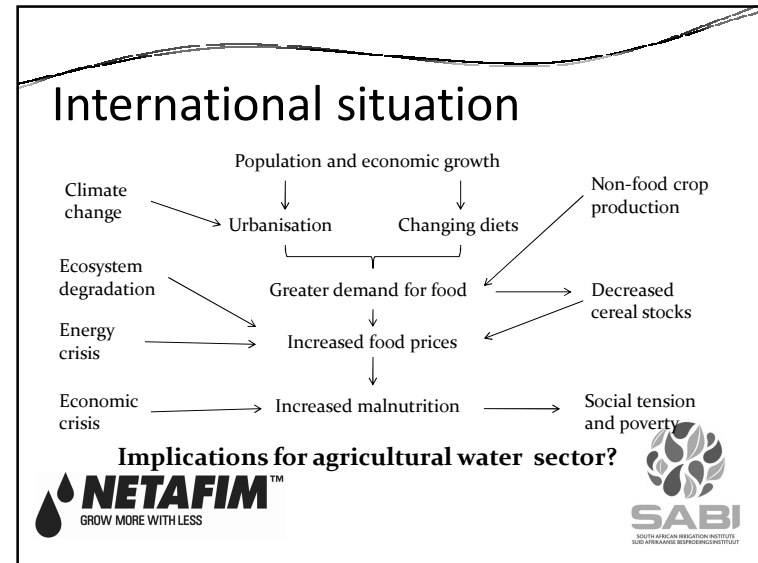 International situation
Population and economic growth
Climate
change
Non-food crop
production
Urbanisation
Changing diets
Ecosystem
degradation
Greater demand for food
Decreased
cereal stocks
Energy
crisis
Increased food prices
Economic
crisis
Increased malnutrition
Social tension
and poverty
Implications for agricultural water sector?
NETAFIM™
GROW MORE WITH LESS
SABI
SOUTH AFRICAN IRRIGATION INSTITUTE
SUID AFRIKAANSE BESPROEIINGSINSTITUUT